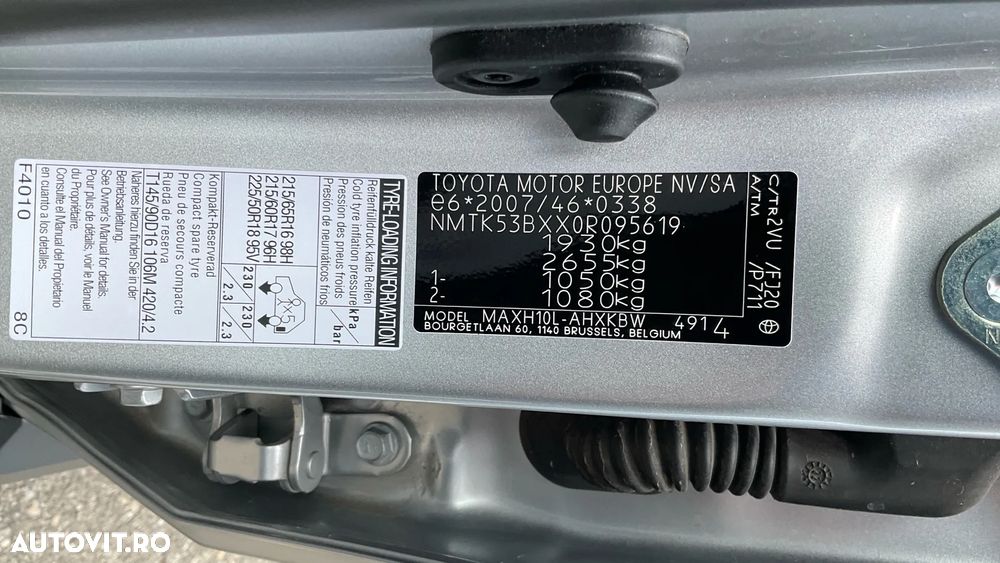 TYRE-LOADING INFORMATION
Reifenfülldruck kalte Reifen
Cold tyre inflation pressure
Pression des pneus froids
Presión de neumáticos fríos
kPa
/bar
215/65R16 98H
215/60R17 96H
225/50R18 95V
X5
230 / 2.3
230 / 2.3
Kompakt-Reserverad
Compact spare tyre
Pneu de secours compacte
Rueda de repuesto compacta
T145/90D16 106M 420/4.2
Näheres hierzu finden Sie in der
Betriebsanleitung.
See Owner's Manual for Details.
Pour plus de détails, voir le Manuel
du Propriétaire.
Consulte el Manual del Propietario
en cuanto a los detalles.
F4010
8C
TOYOTA MOTOR EUROPE NV/SA
e6*2007/46*0338
NMTK53BXX0R095619
1930kg
2655kg
1- 1050kg
2- 1080kg
MODEL MAXH10L-AHXKBW 4914
BOURGETLAAN 60, 1140 BRUSSELS, BELGIUM
C/TR 2VU /FJ20
A/TM /P711
AUTOVIT.RO